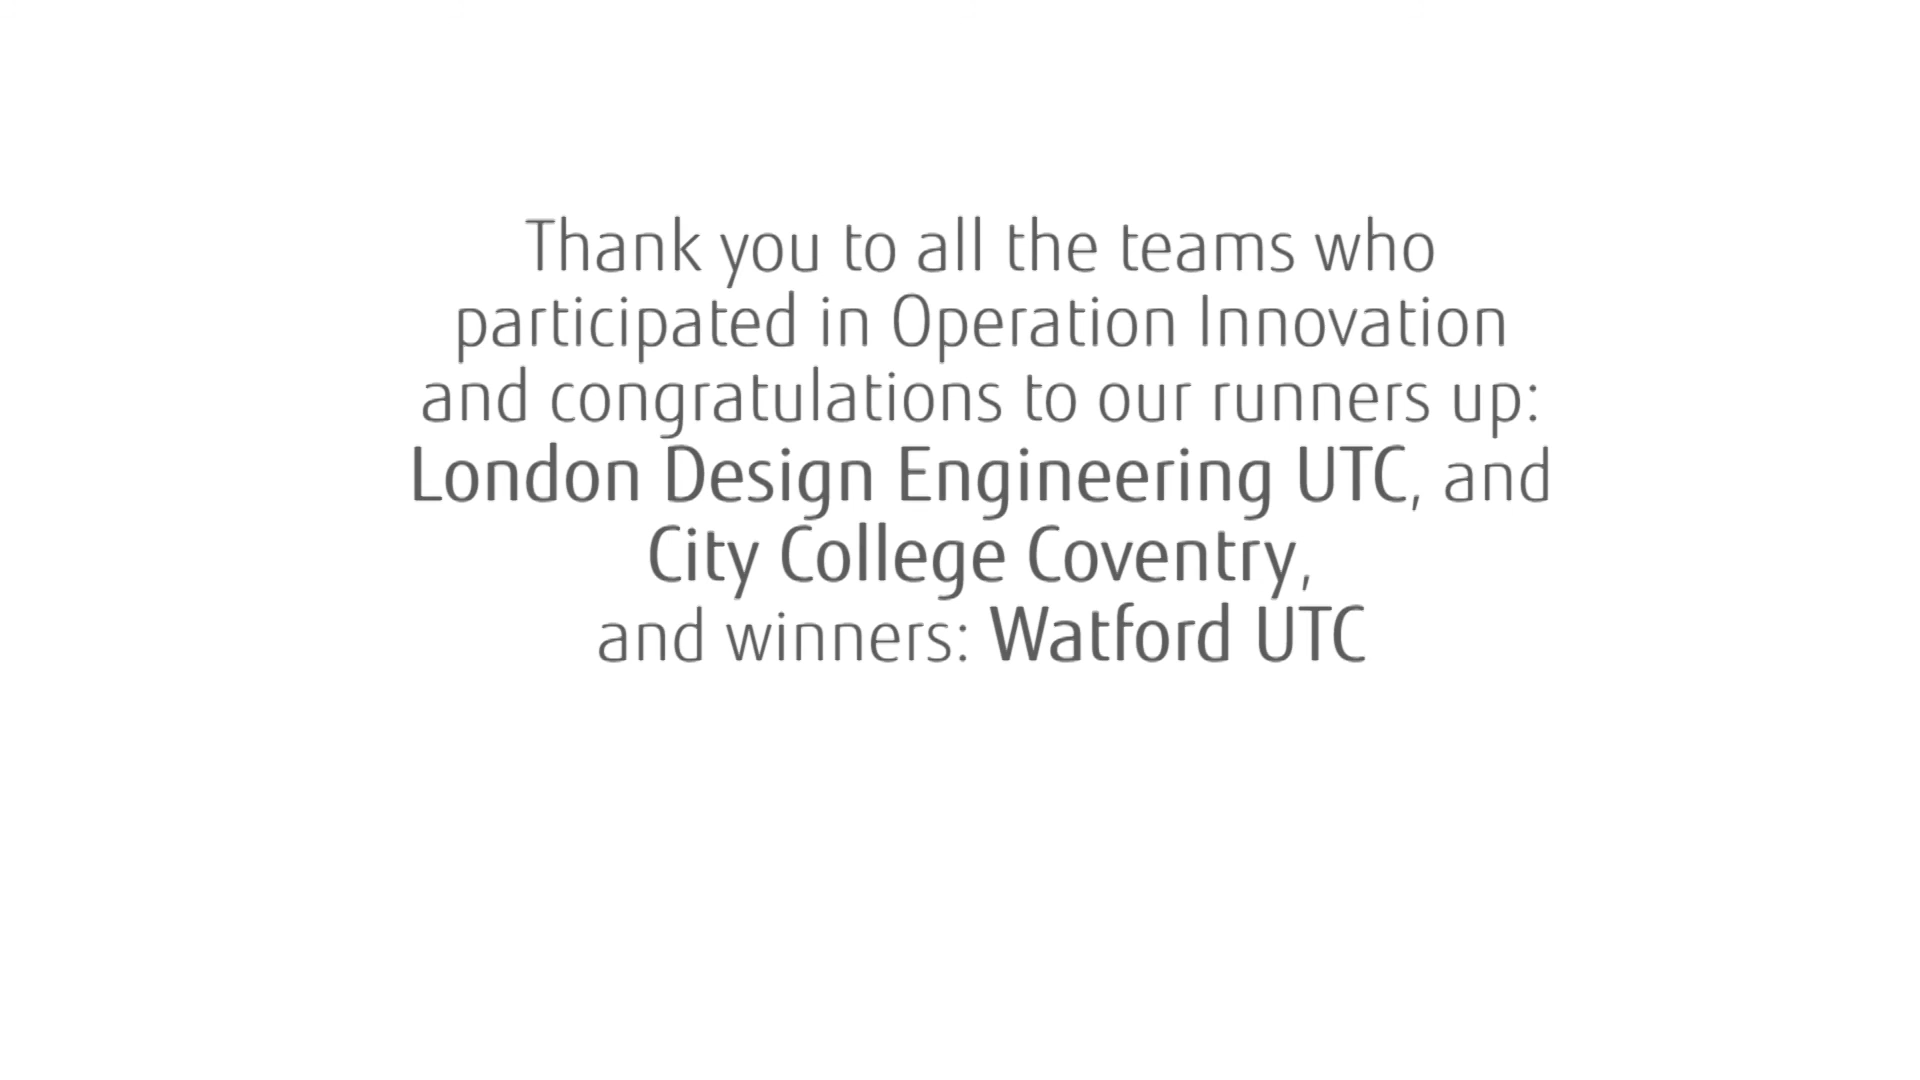 Thank you to all the teams who
participated in Operation Innovation
and congratulations to our runners up:
London Design Engineering UTC, and
City College Coventry,
and winners: Watford UTC